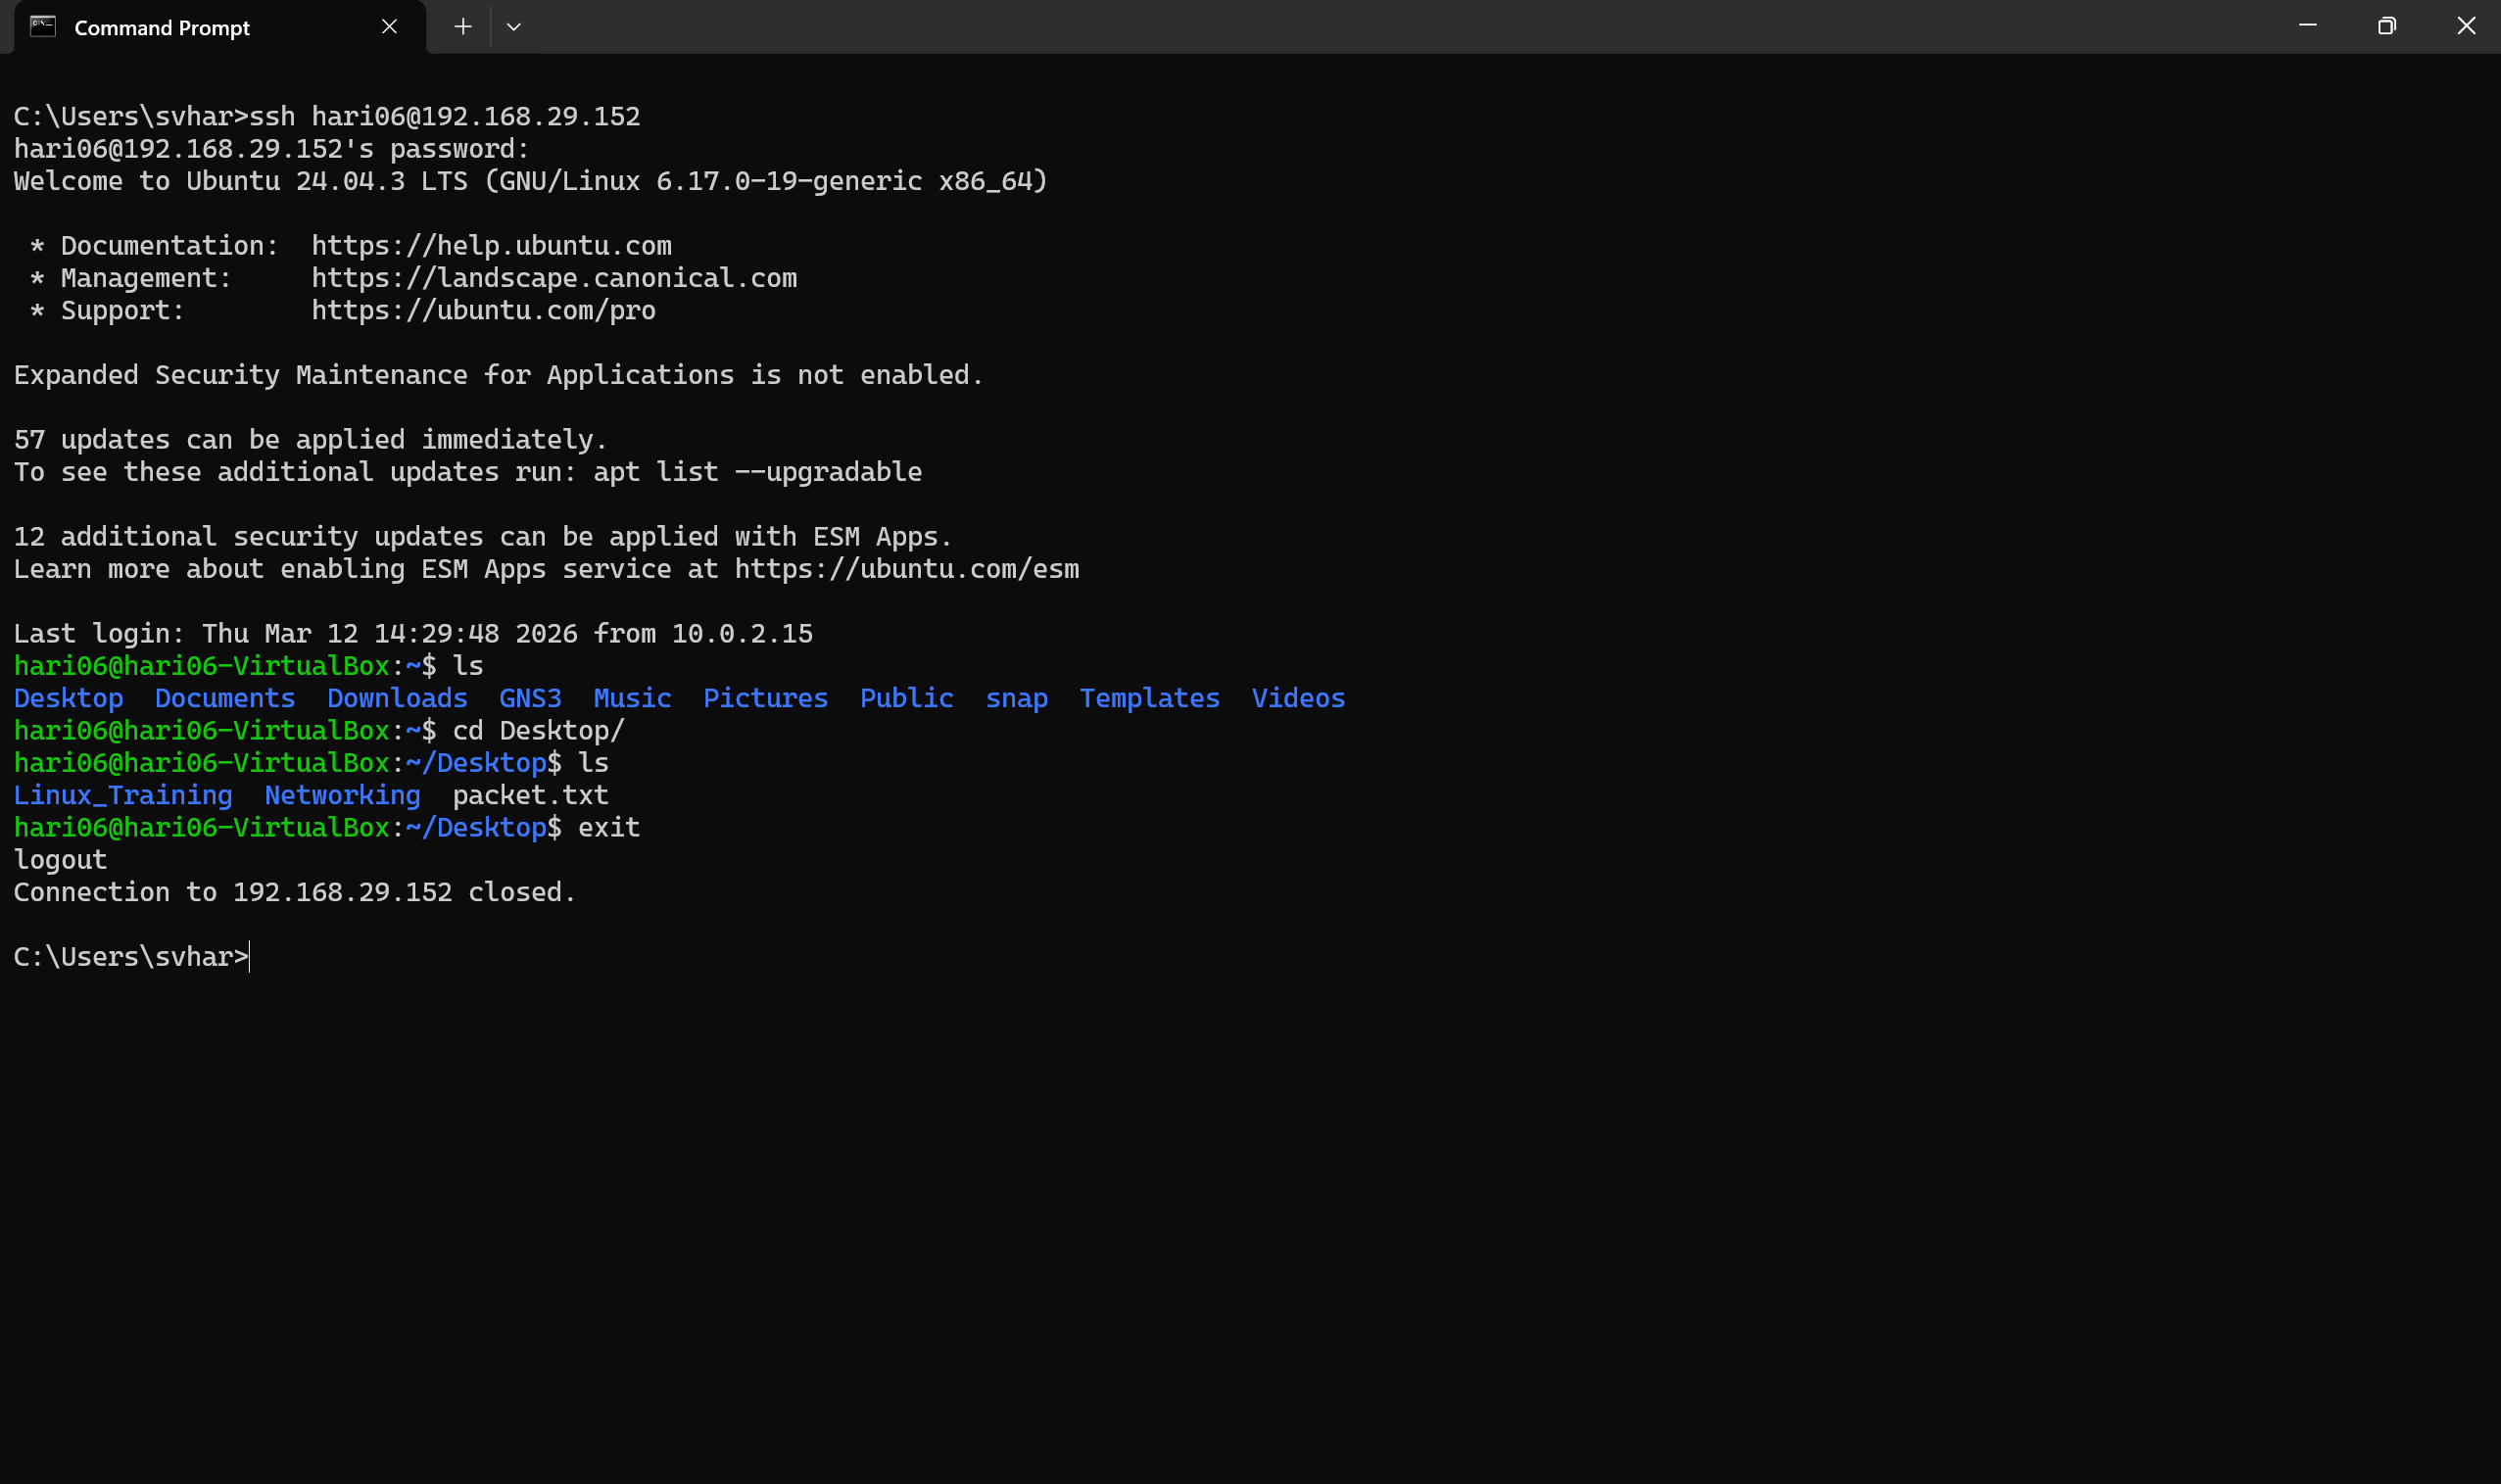 Command Prompt
C:\Users\svhar>ssh hari06@192.168.29.152
hari06@192.168.29.152's password:
Welcome to Ubuntu 24.04.3 LTS (GNU/Linux 6.17.0-19-generic x86_64)
* Documentation:  https://help.ubuntu.com
* Management:     https://landscape.canonical.com
* Support:        https://ubuntu.com/pro
Expanded Security Maintenance for Applications is not enabled.
57 updates can be applied immediately.
To see these additional updates run: apt list --upgradable
12 additional security updates can be applied with ESM Apps.
Learn more about enabling ESM Apps service at https://ubuntu.com/esm
Last login: Thu Mar 12 14:29:48 2026 from 10.0.2.15
hari06@hari06-VirtualBox:~$ ls
Desktop  Documents  Downloads  GNS3  Music  Pictures  Public  snap  Templates  Videos
hari06@hari06-VirtualBox:~$ cd Desktop/
hari06@hari06-VirtualBox:~/Desktop$ ls
Linux_Training  Networking  packet.txt
hari06@hari06-VirtualBox:~/Desktop$ exit
logout
Connection to 192.168.29.152 closed.
C:\Users\svhar>